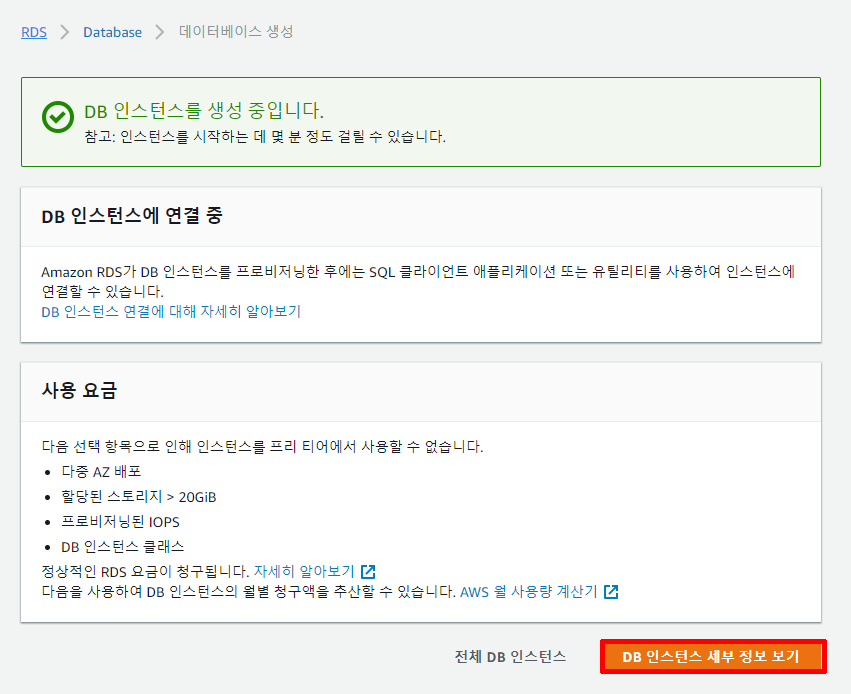 RDS > Database > 데이터베이스 생성
DB 인스턴스를 생성 중입니다.
참고: 인스턴스를 시작하는 데 몇 분 정도 걸릴 수 있습니다.
DB 인스턴스에 연결 중
Amazon RDS가 DB 인스턴스를 프로비저닝한 후에는 SQL 클라이언트 애플리케이션 또는 유틸리티를 사용하여 인스턴스에
연결할 수 있습니다.
DB 인스턴스 연결에 대해 자세히 알아보기
사용 요금
다음 선택 항목으로 인해 인스턴스를 프리 티어에서 사용할 수 없습니다.
• 다중 AZ 배포
• 할당된 스토리지 > 20GiB
• 프로비저닝된 IOPS
• DB 인스턴스 클래스
정상적인 RDS 요금이 청구됩니다. 자세히 알아보기
다음을 사용하여 DB 인스턴스의 월별 청구액을 추산할 수 있습니다. AWS 월 사용량 계산기
전체 DB 인스턴스
DB 인스턴스 세부 정보 보기